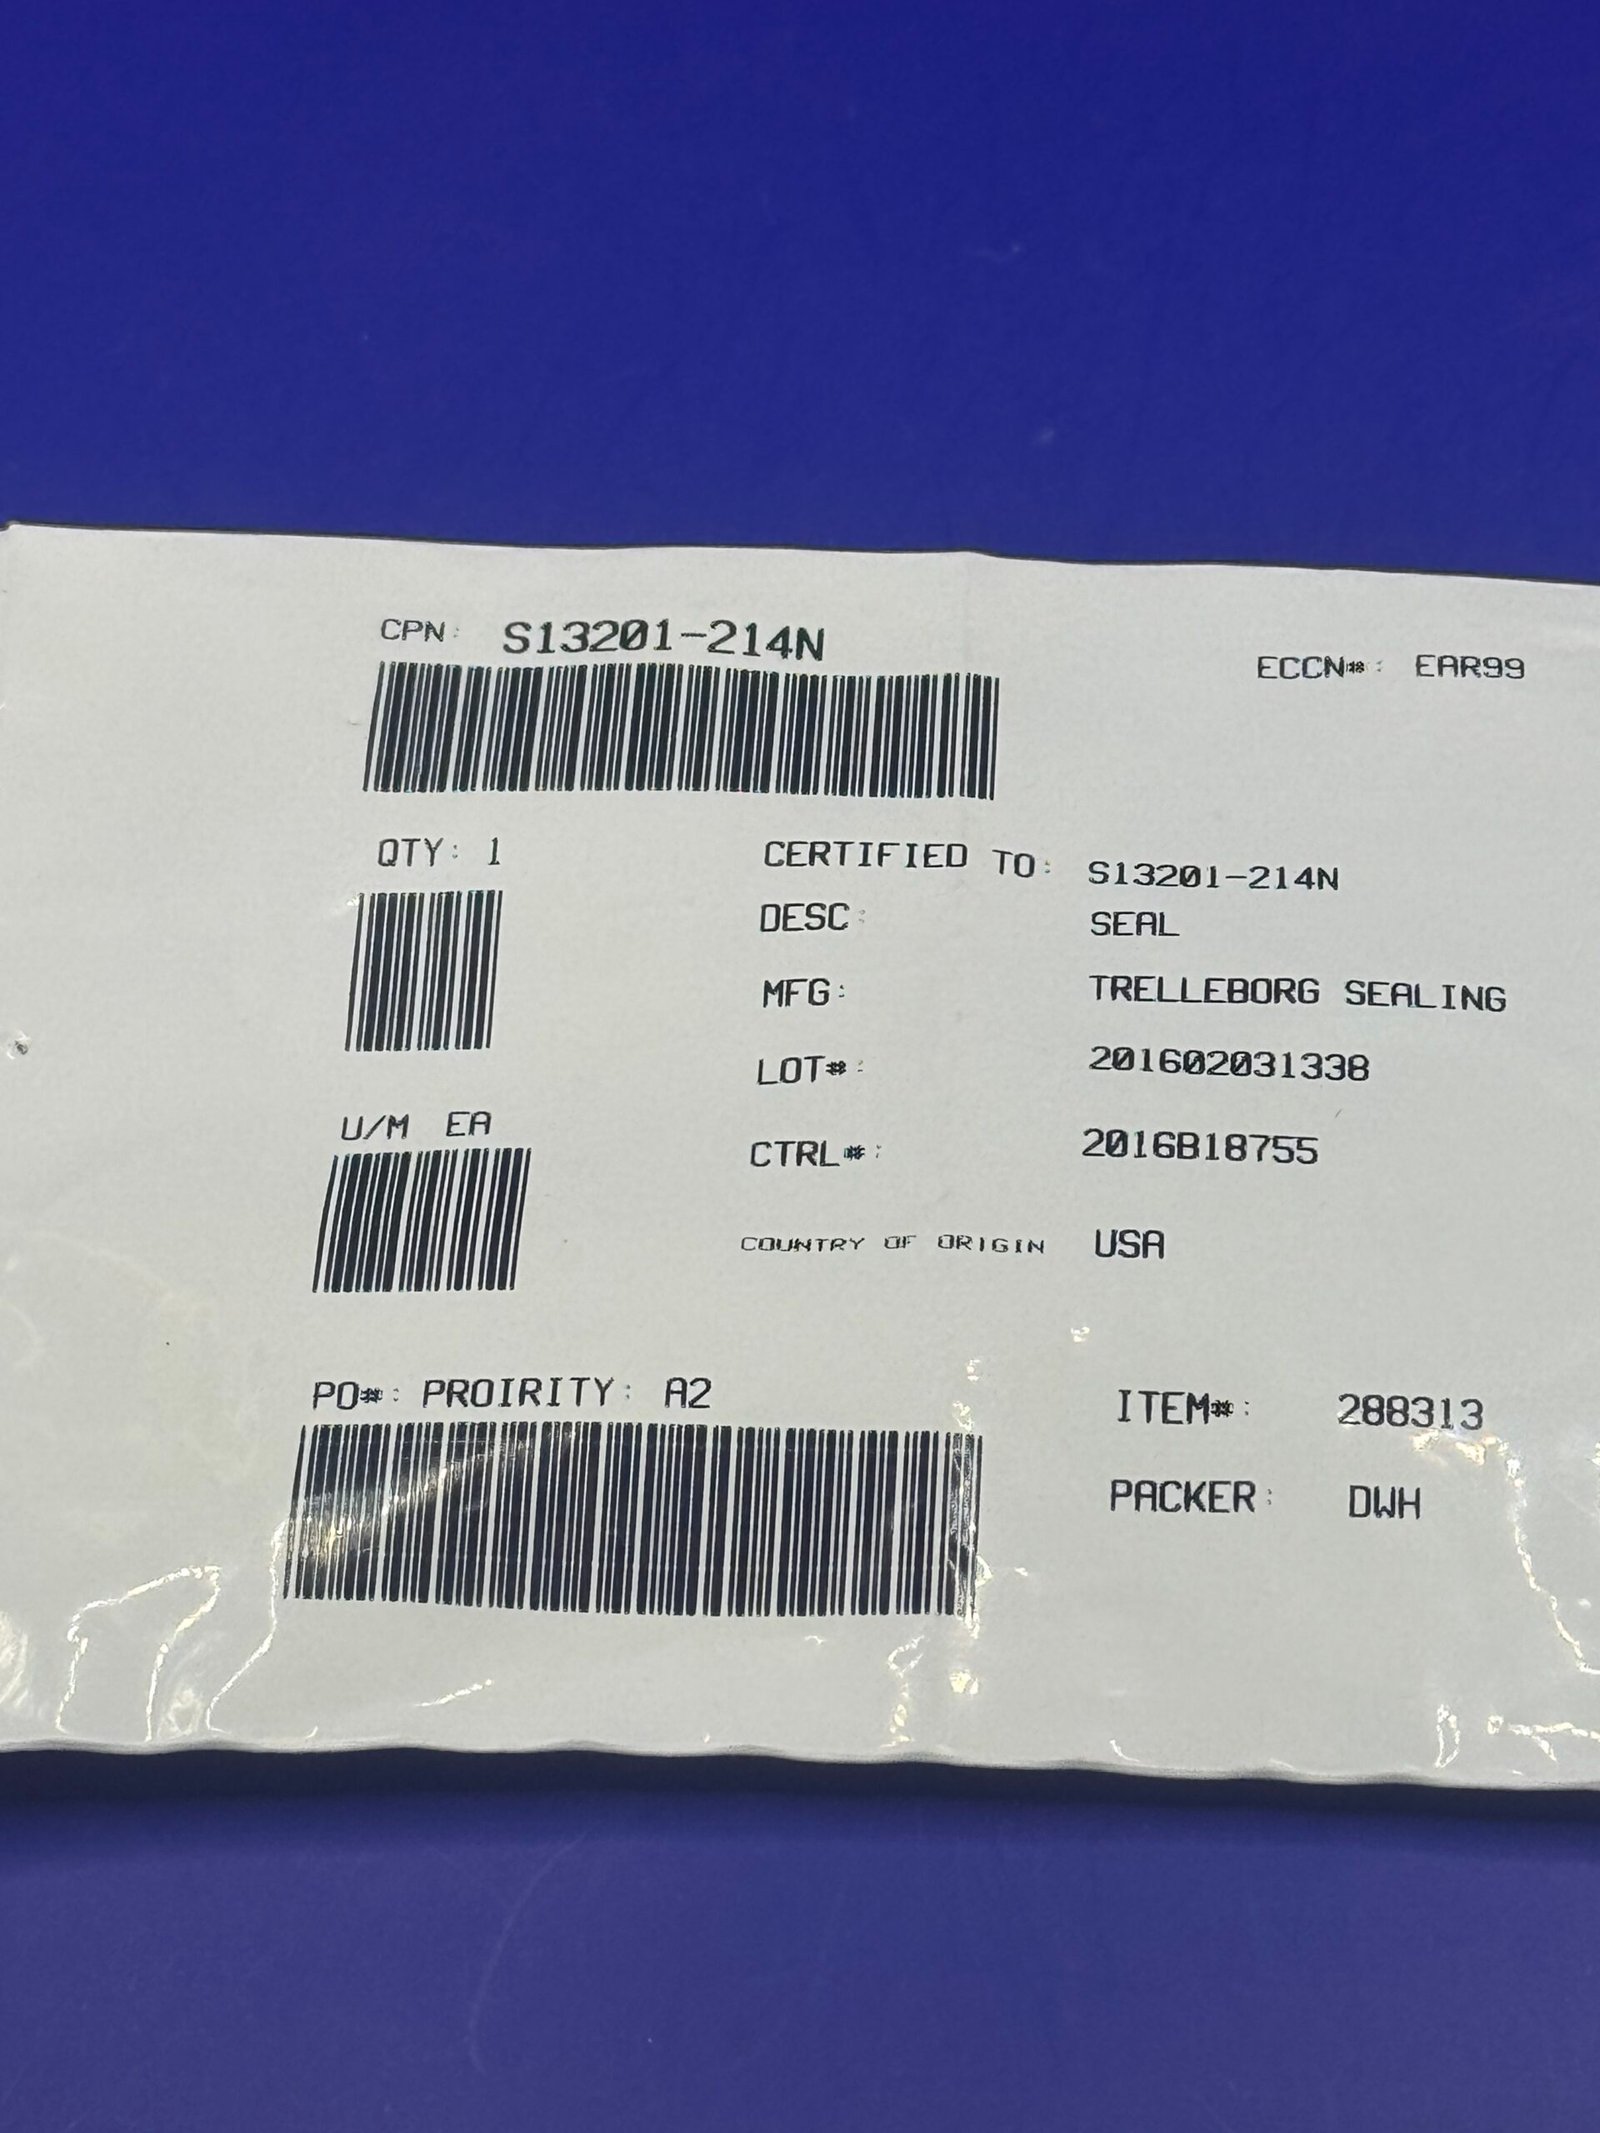 CPN: S13201-214N
ECCN#: EAR99
QTY: 1
CERTIFIED TO: S13201-214N
DESC: SEAL
MFG: TRELLEBORG SEALING
LOT#: 201602031338
U/M EA
CTRL#: 2016B18755
COUNTRY OF ORIGIN USA
PO#: PROIRITY: A2
ITEM#: 288313
PACKER: DWH